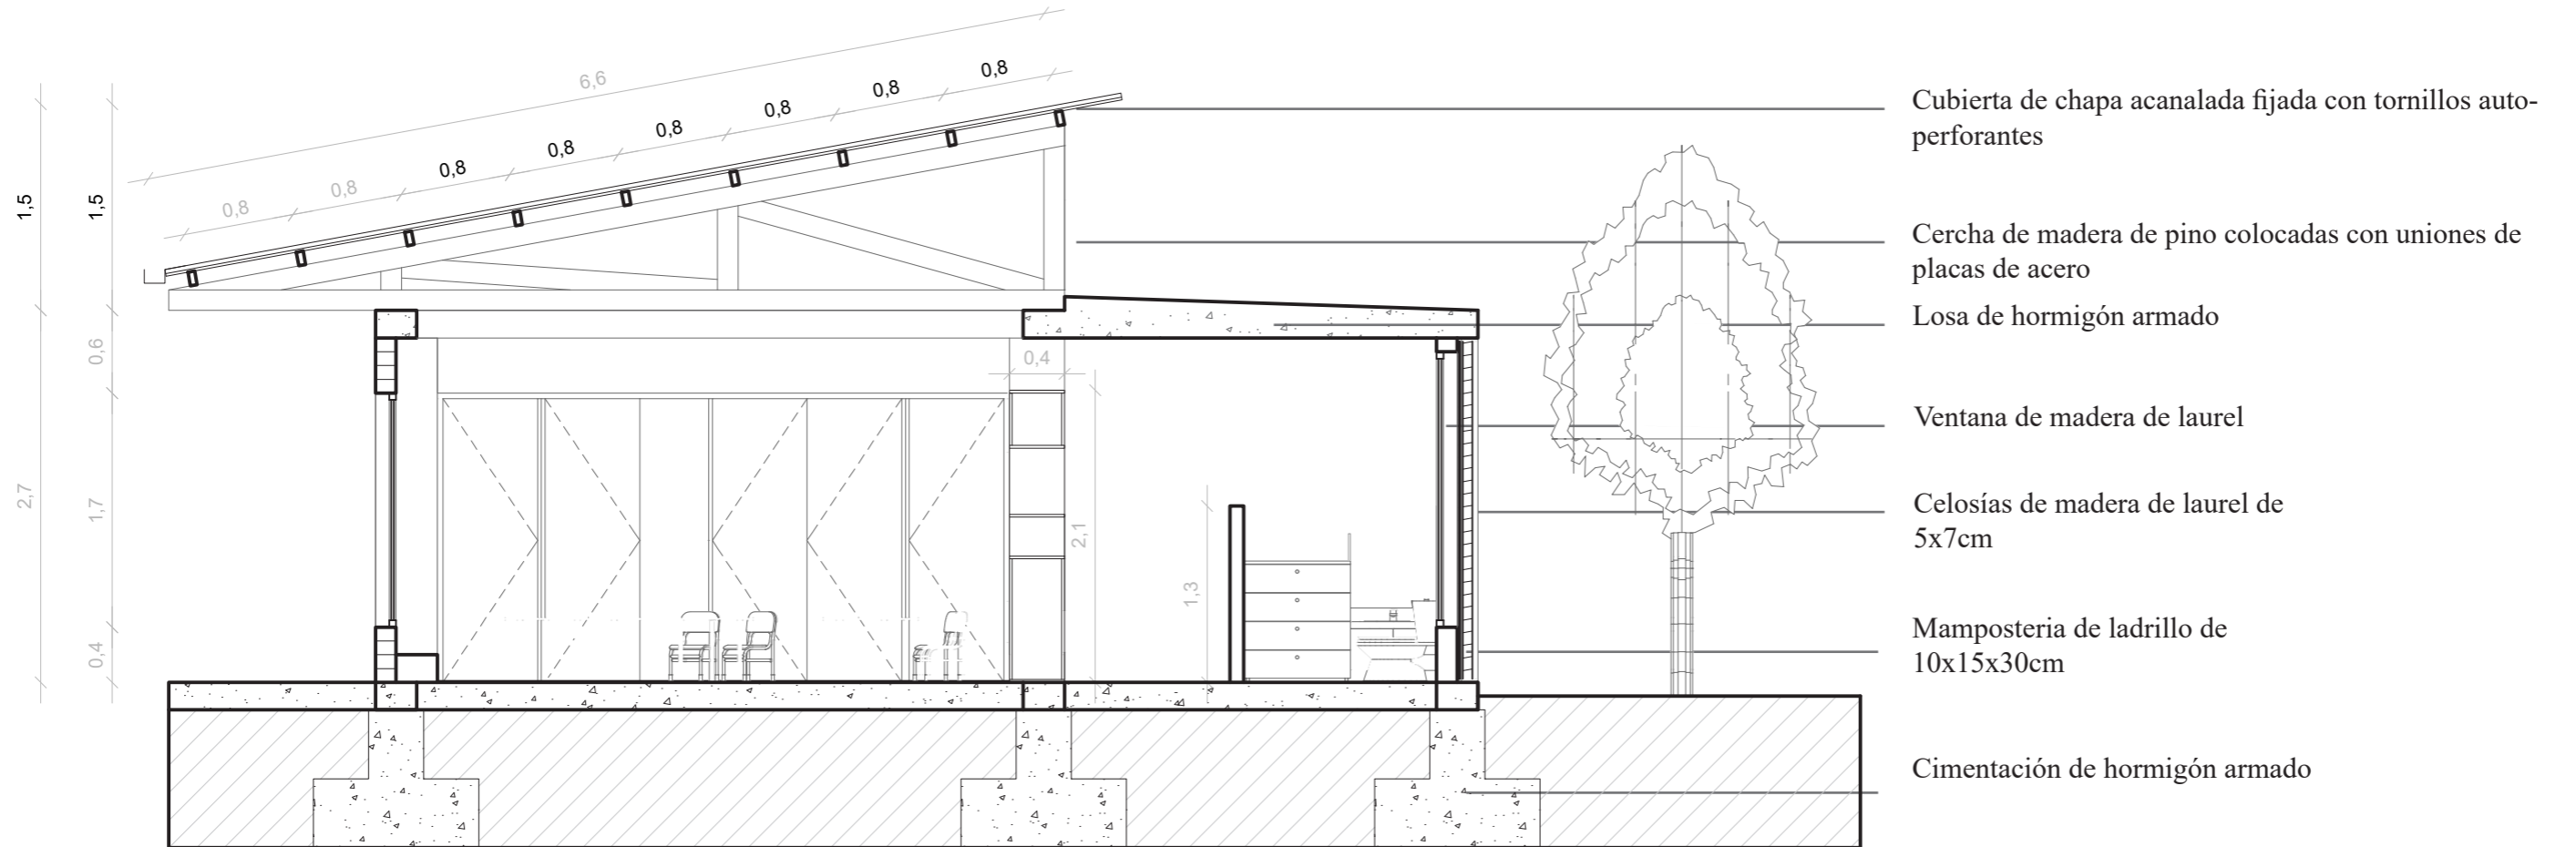 6,6
0,8
0,8
0,8
0,8
0,8
0,8
0,8
0,8
1,5
1,5
2,7
0,6
1,7
0,4
0,4
2,1
1,3
Cubierta de chapa acanalada fijada con tornillos auto-
perforantes
Cercha de madera de pino colocadas con uniones de
placas de acero
Losa de hormigón armado
Ventana de madera de laurel
Celosías de madera de laurel de
5x7cm
Mamposteria de ladrillo de
10x15x30cm
Cimentación de hormigón armado